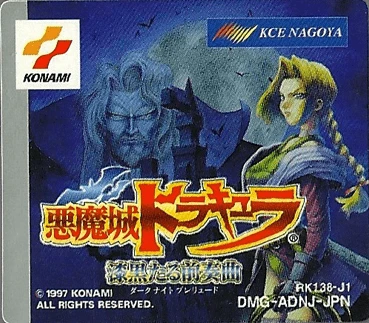 KONAMI
KCE NAGOYA
悪魔城ドラキュラ®
漆黒たる前奏曲
ダークナイトプレリュード
© 1997 KONAMI
ALL RIGHTS RESERVED.
RK138-J1
DMG-ADNJ-JPN